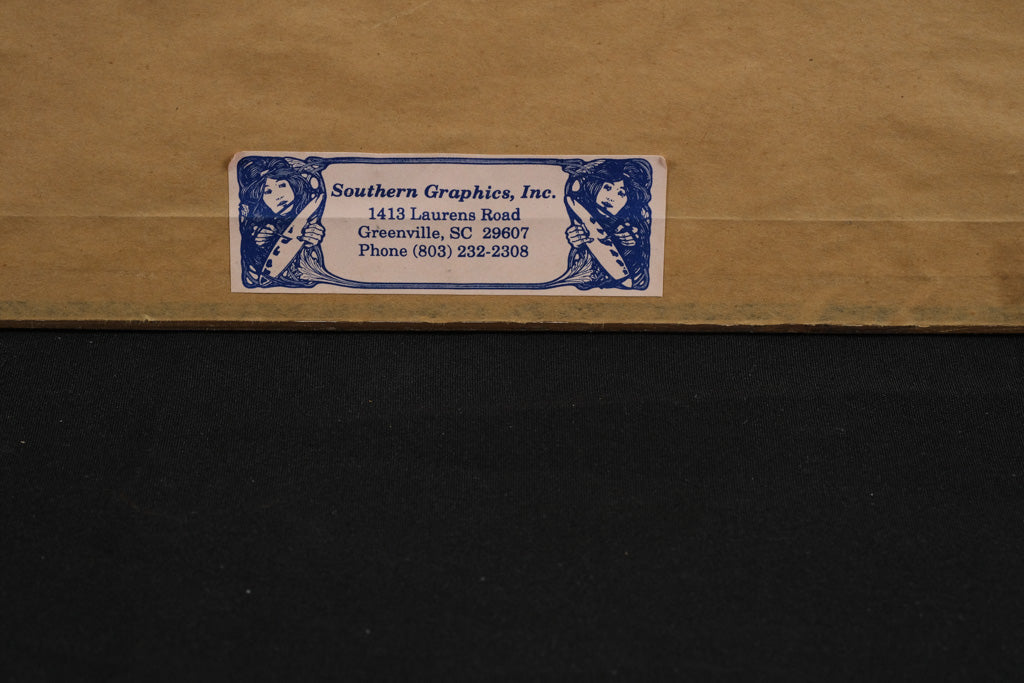 Southern Graphics, Inc.
1413 Laurens Road
Greenville, SC 29607
Phone (803) 232-2308